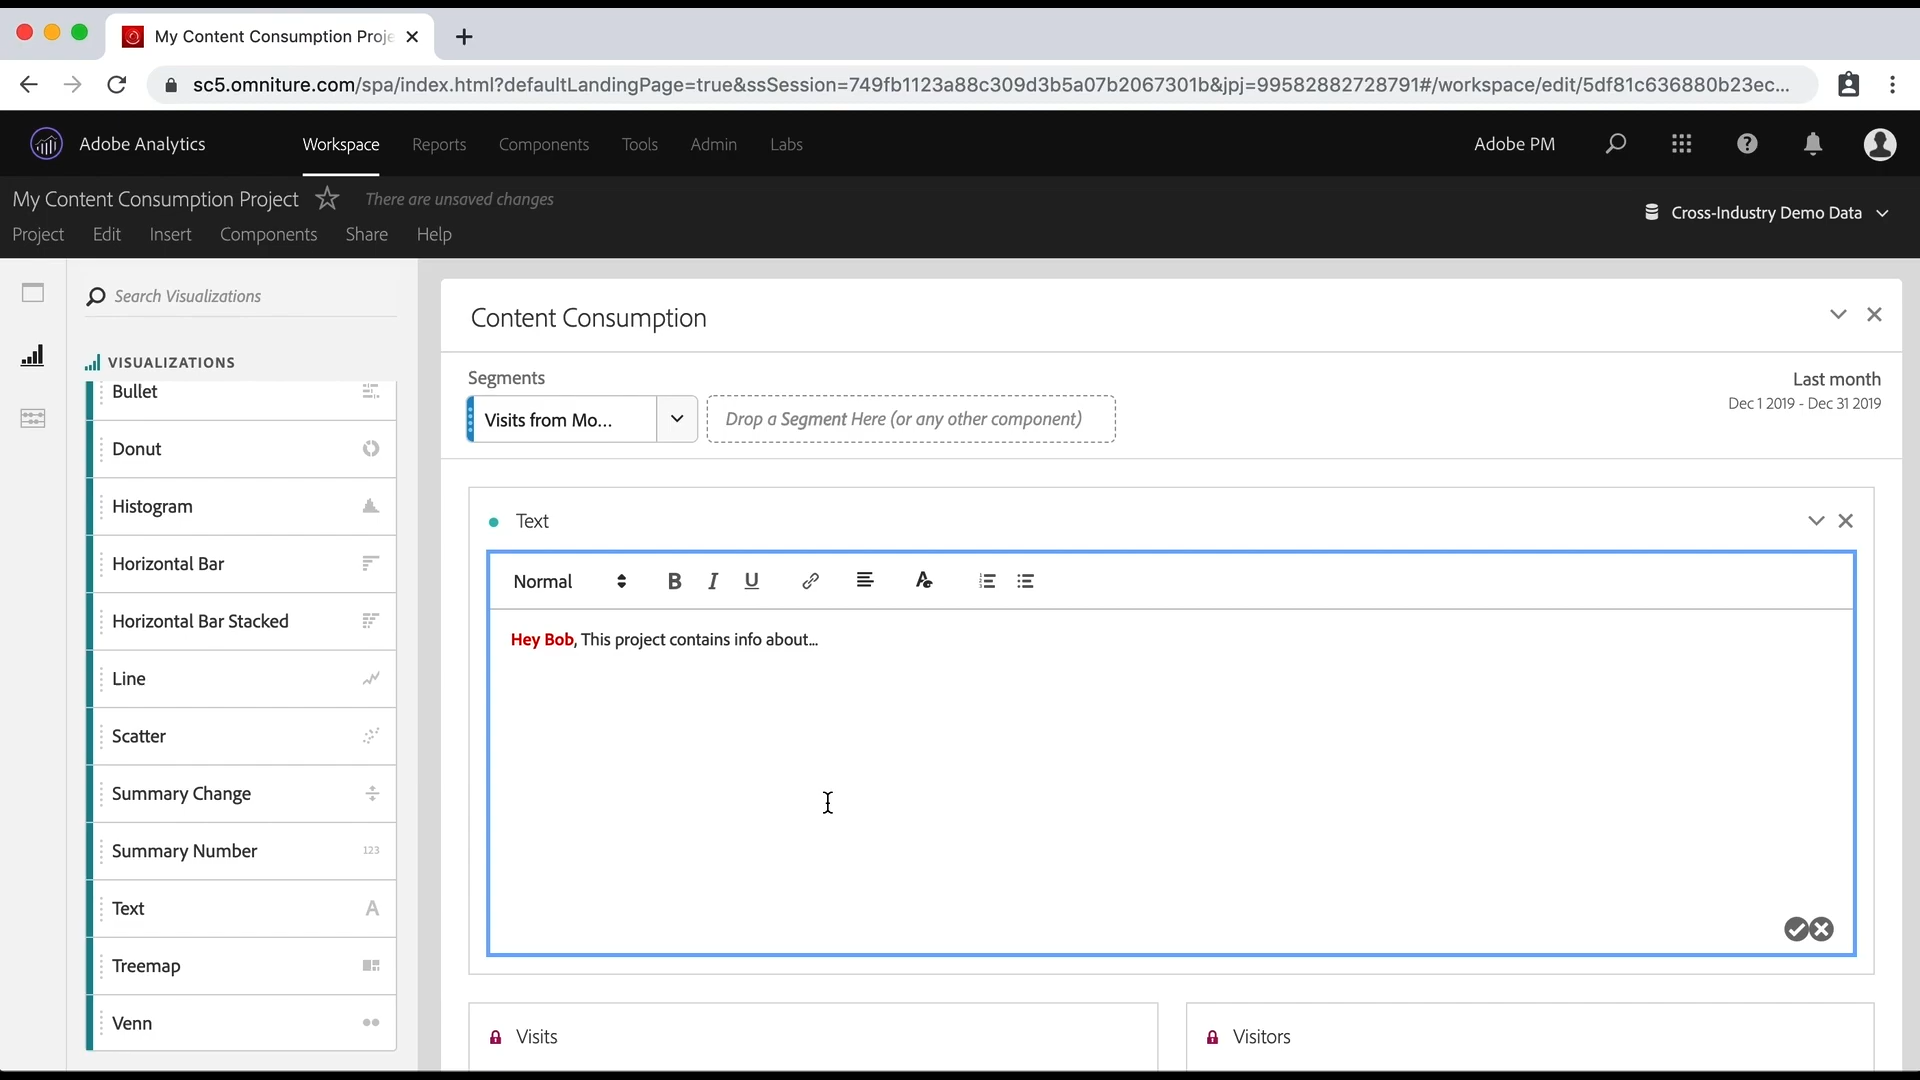 My Content Consumption Proje
sc5.omniture.com/spa/index.html?defaultLandingPage=true&ssSession=749fb1123a88c309d3b5a07b2067301b&jpj=99582882728791#/workspace/edit/5df81c636880b23ec...
Adobe Analytics
Workspace
Reports
Components
Tools
Admin
Labs
Adobe PM
My Content Consumption Project
There are unsaved changes
Cross-Industry Demo Data
Project
Edit
Insert
Components
Share
Help
Search Visualizations
VISUALIZATIONS
Bullet
Donut
Histogram
Horizontal Bar
Horizontal Bar Stacked
Line
Scatter
Summary Change
Summary Number
123
Text
A
Treemap
Venn
Content Consumption
Segments
Visits from Mo...
Drop a Segment Here (or any other component)
Last month
Dec 1 2019 - Dec 31 2019
Text
Normal
B
I
U
Hey Bob, This project contains info about...
Visits
Visitors